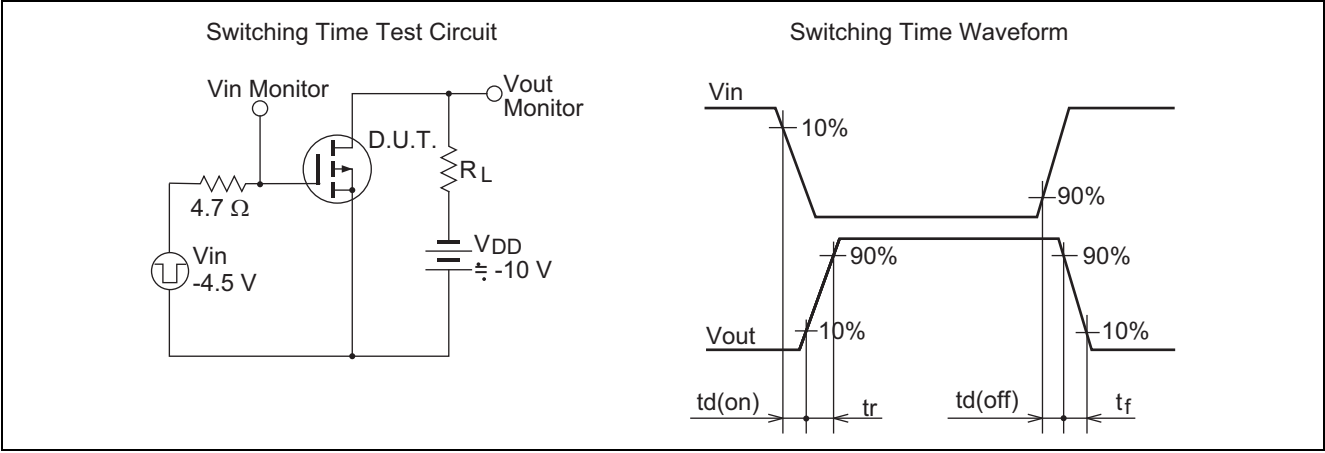 Switching Time Test Circuit
Vin Monitor
Vout
Monitor
D.U.T.
RL
4.7 Ω
Vin
-4.5 V
VDD
≒ -10 V
Switching Time Waveform
Vin
10%
90%
90%
90%
Vout
10%
10%
td(on)
tr
td(off)
tf